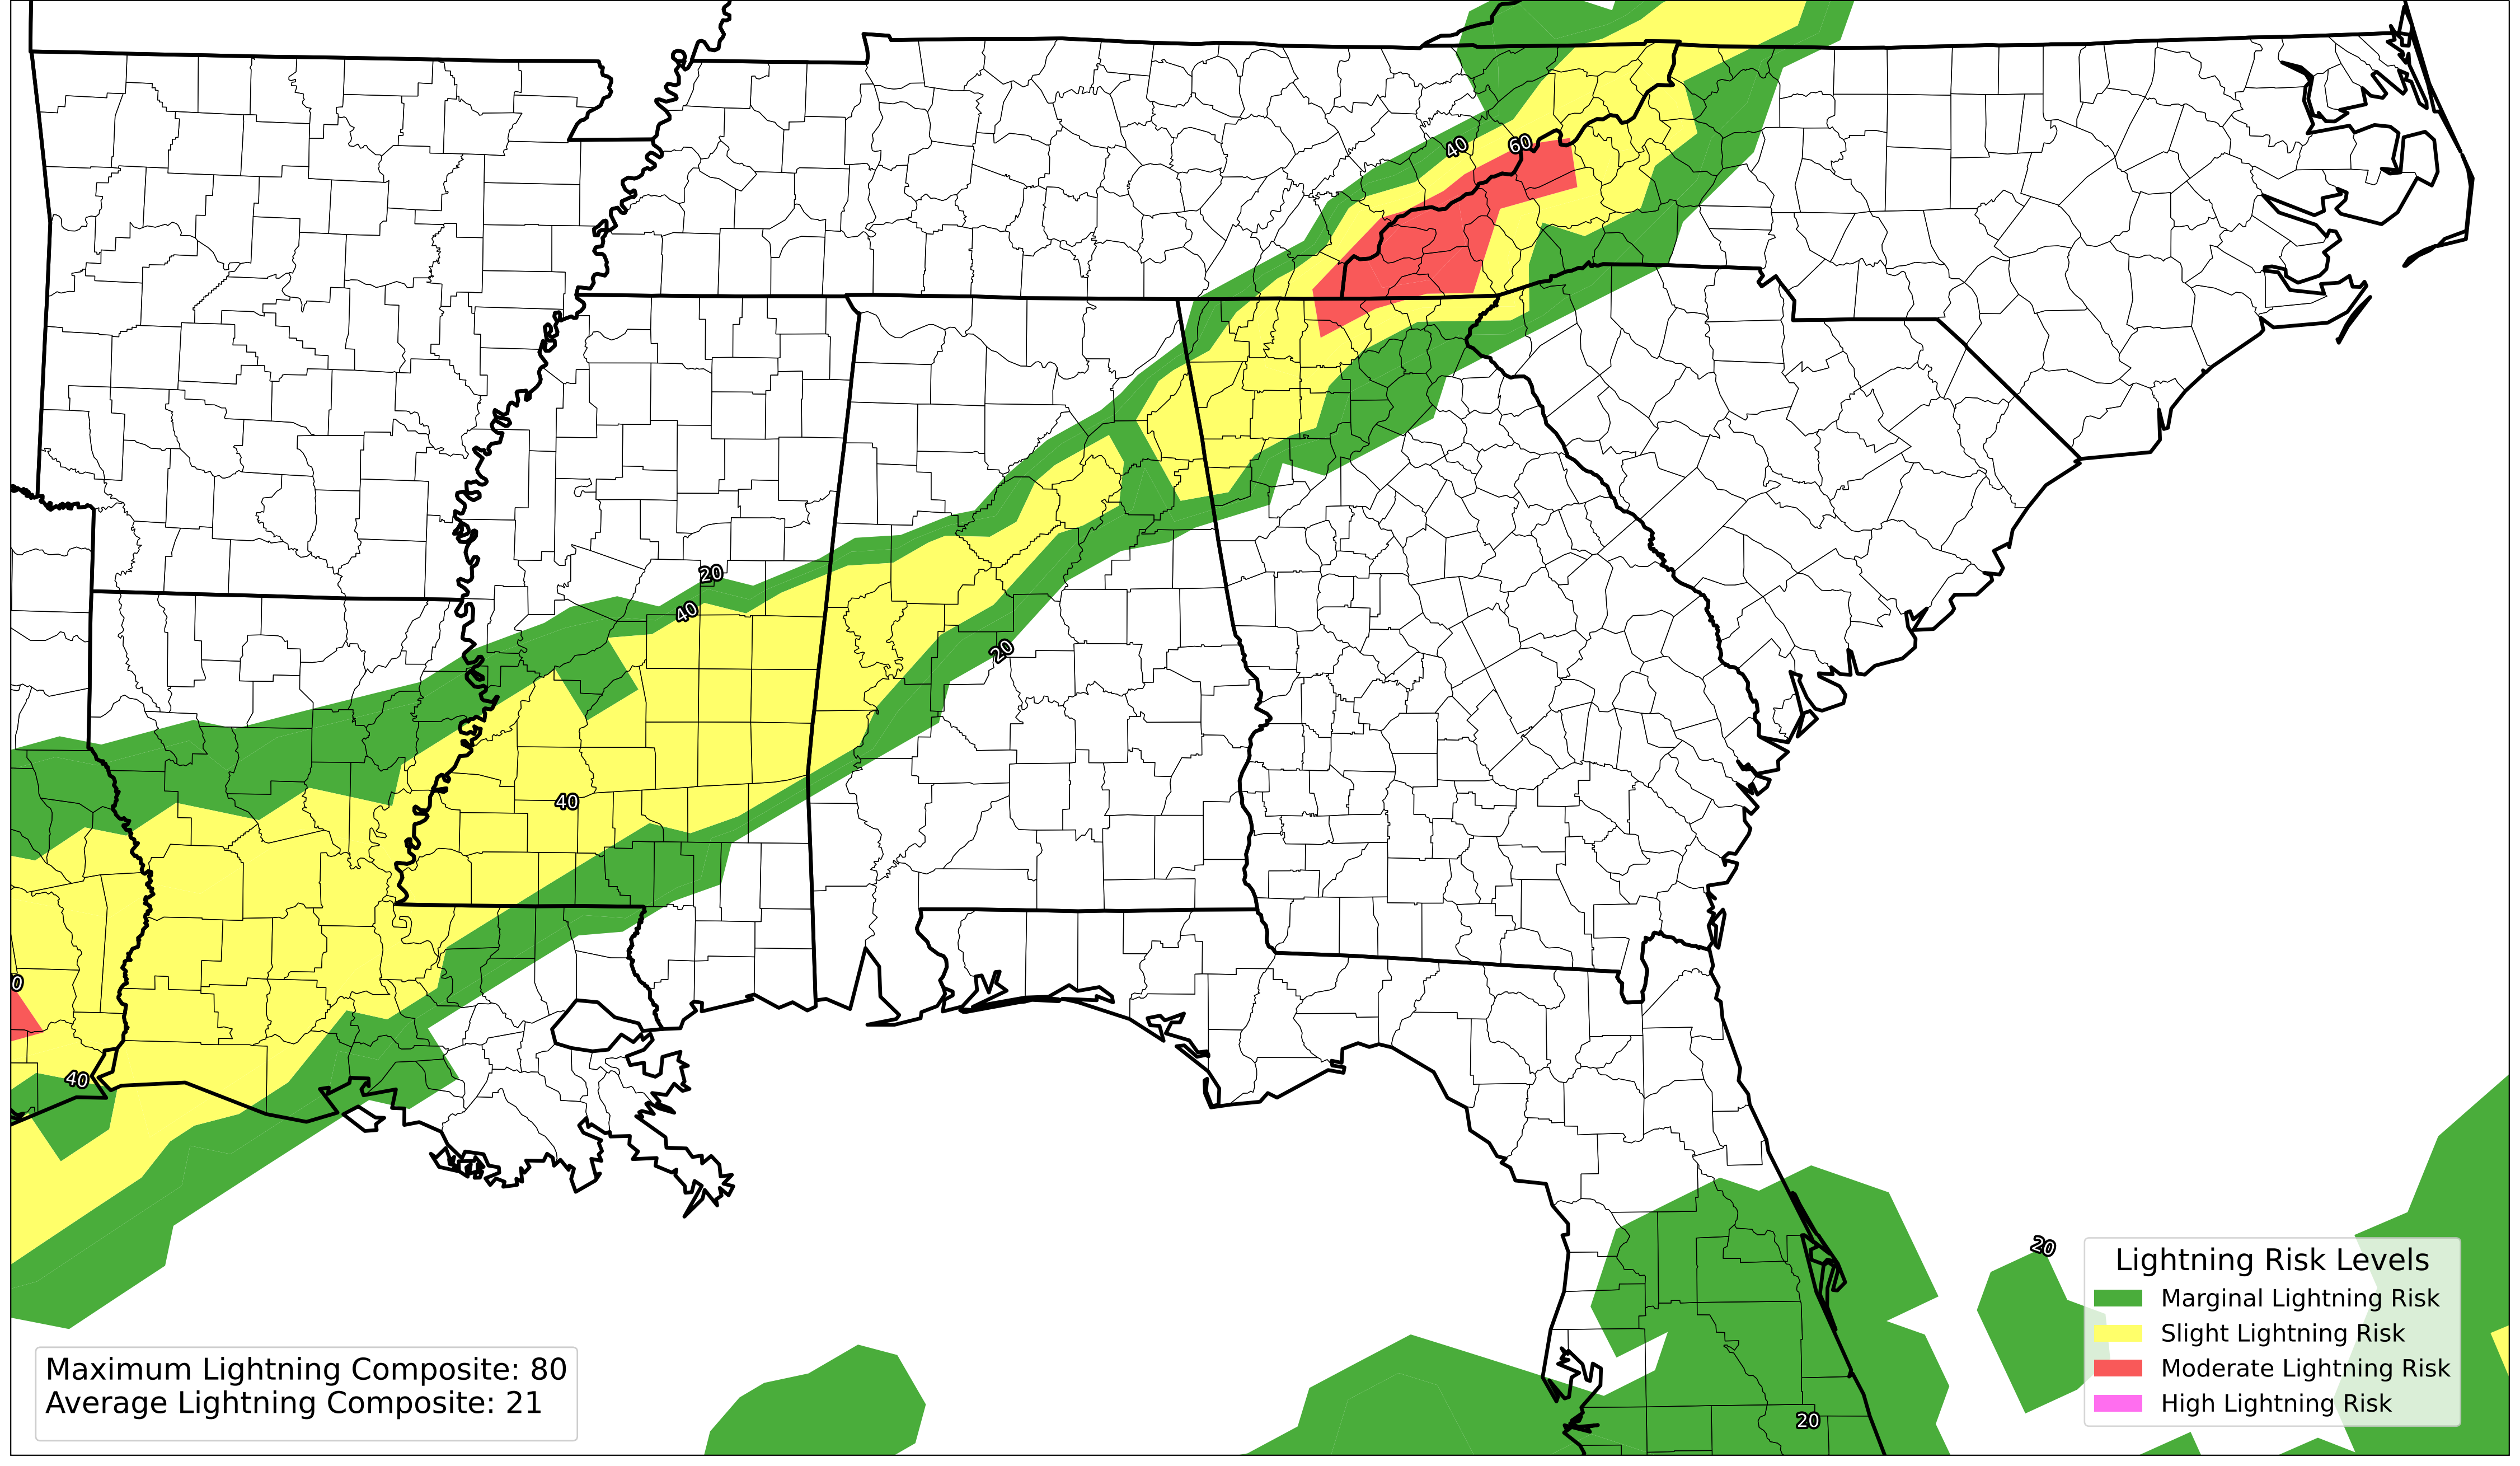 40
60
20
40
20
40
0
40
20
20
Lightning Risk Levels
Marginal Lightning Risk
Slight Lightning Risk
Moderate Lightning Risk
High Lightning Risk
Maximum Lightning Composite: 80
Average Lightning Composite: 21